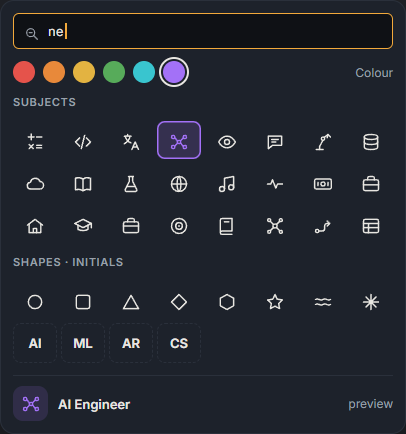 ne
Colour
SUBJECTS
SHAPES · INITIALS
AI ML AR CS
AI Engineer preview